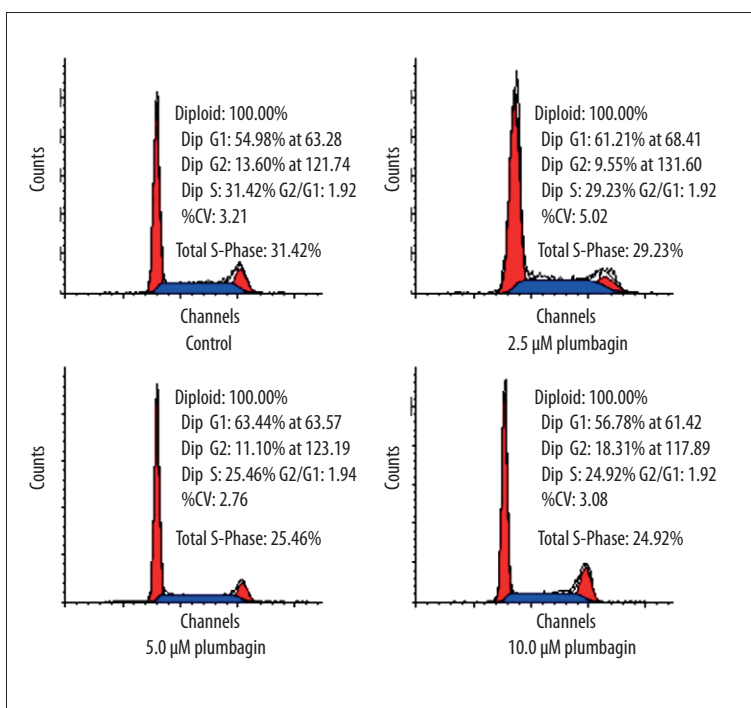 Counts
Diploid: 100.00%
Dip G1: 54.98% at 63.28
Dip G2: 13.60% at 121.74
Dip S: 31.42% G2/G1: 1.92
%CV: 3.21
Total S-Phase: 31.42%
Channels
Control
Counts
Diploid: 100.00%
Dip G1: 61.21% at 68.41
Dip G2: 9.55% at 131.60
Dip S: 29.23% G2/G1: 1.92
%CV: 5.02
Total S-Phase: 29.23%
Channels
2.5 µM plumbagin
Counts
Diploid: 100.00%
Dip G1: 63.44% at 63.57
Dip G2: 11.10% at 123.19
Dip S: 25.46% G2/G1: 1.94
%CV: 2.76
Total S-Phase: 25.46%
Channels
5.0 µM plumbagin
Counts
Diploid: 100.00%
Dip G1: 56.78% at 61.42
Dip G2: 18.31% at 117.89
Dip S: 24.92% G2/G1: 1.92
%CV: 3.08
Total S-Phase: 24.92%
Channels
10.0 µM plumbagin